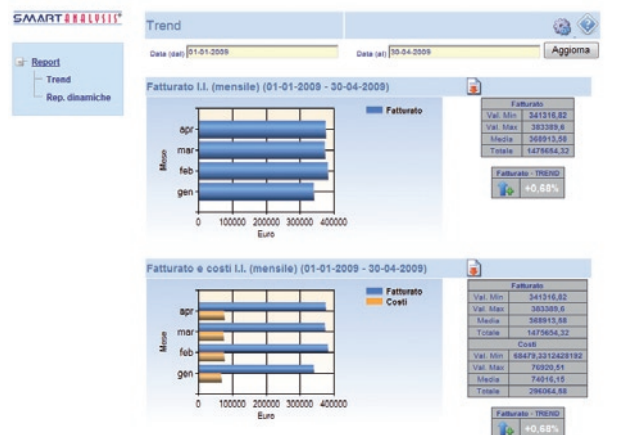 SMARTANALYSIS
Trend
Data (dal) 01-01-2009 Data (al) 30-04-2009 Aggiorna
Report
Trend
Rep. dinamiche
Fatturato I.I. (mensile) (01-01-2009 - 30-04-2009)
Fatturato
apr
mar
feb
gen
Mese
0 100000 200000 300000 400000
Euro
Fatturato
Val. Min 341316,82
Val. Max 383389,6
Media 368913,58
Totale 1475654,32
Fatturato - TREND
+0,68%
Fatturato e costi I.I. (mensile) (01-01-2009 - 30-04-2009)
Fatturato
Costi
apr
mar
feb
gen
Mese
0 100000 200000 300000 400000
Euro
Fatturato
Val. Min 341316,82
Val. Max 383389,6
Media 368913,58
Totale 1475654,32
Costi
Val. Min 68479,3312428192
Val. Max 76920,51
Media 74016,15
Totale 296064,58
Fatturato - TREND
+0,68%